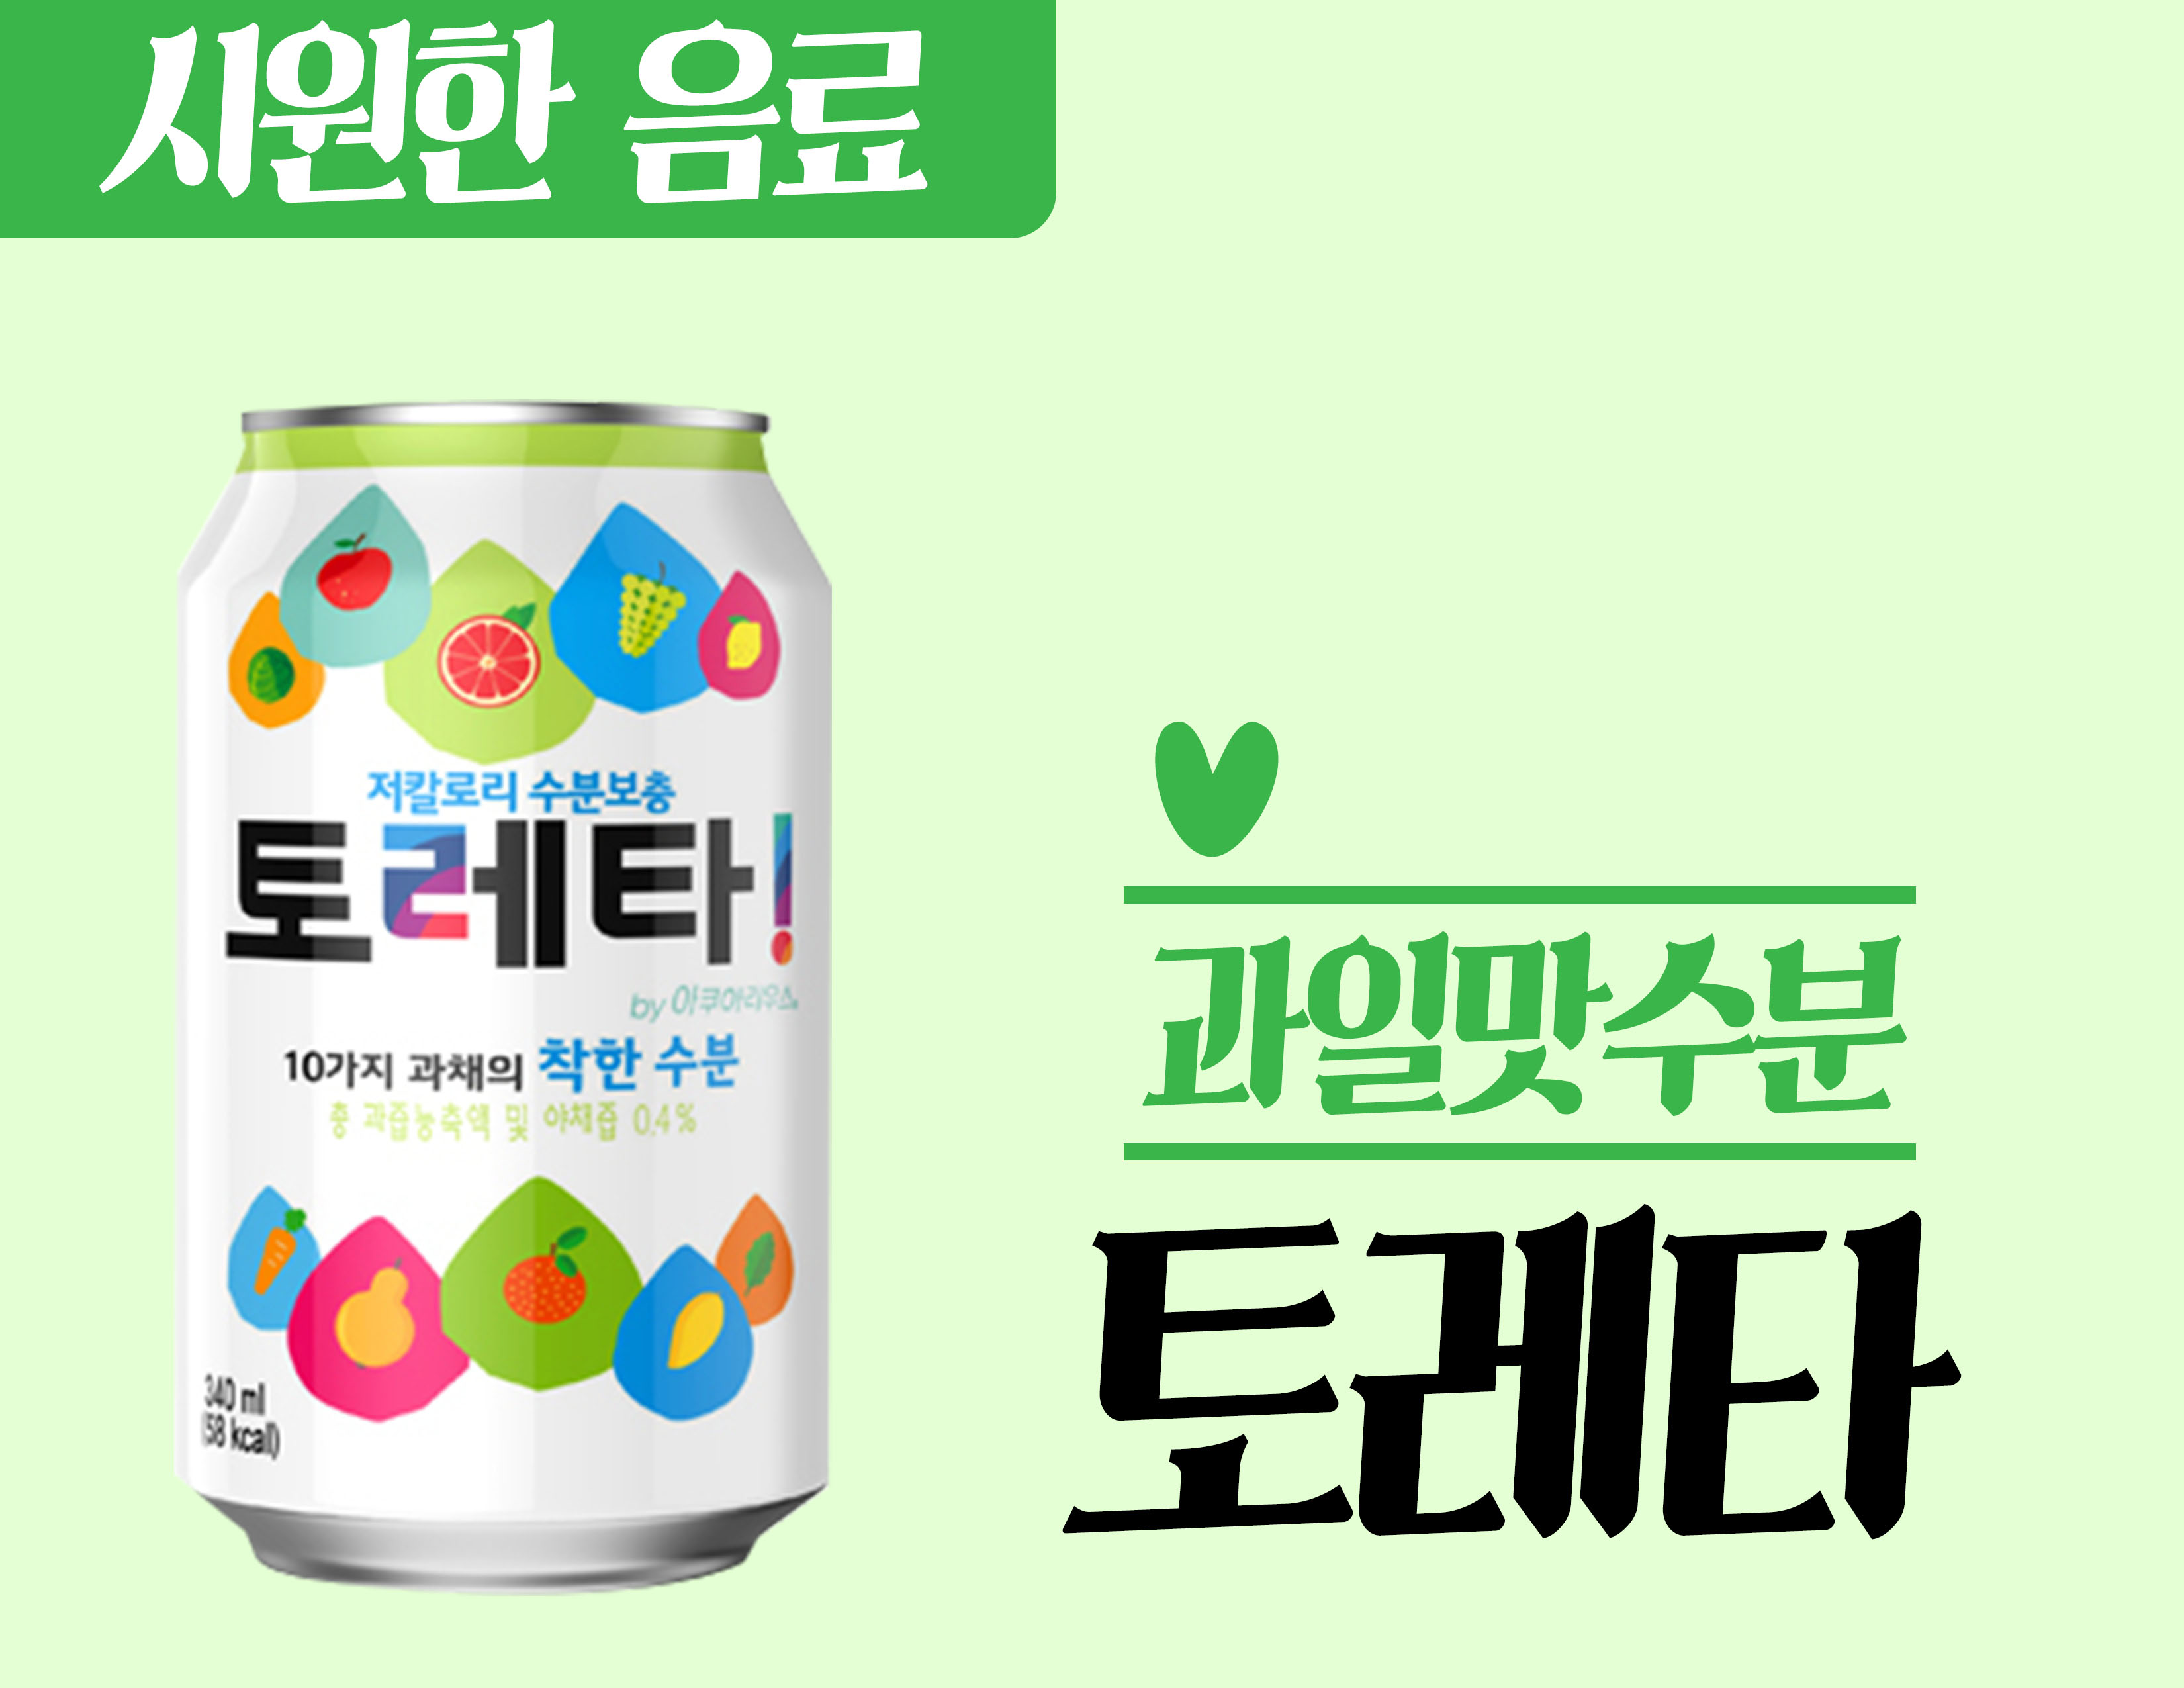 시원한 음료
저칼로리 수분보충
토레타!
by 아쿠아리우스
10가지 과채의 착한 수분
총 과즙농축액 및 야채즙 0.4%
340 ml
(58 kcal)
과일맛수분
토레타